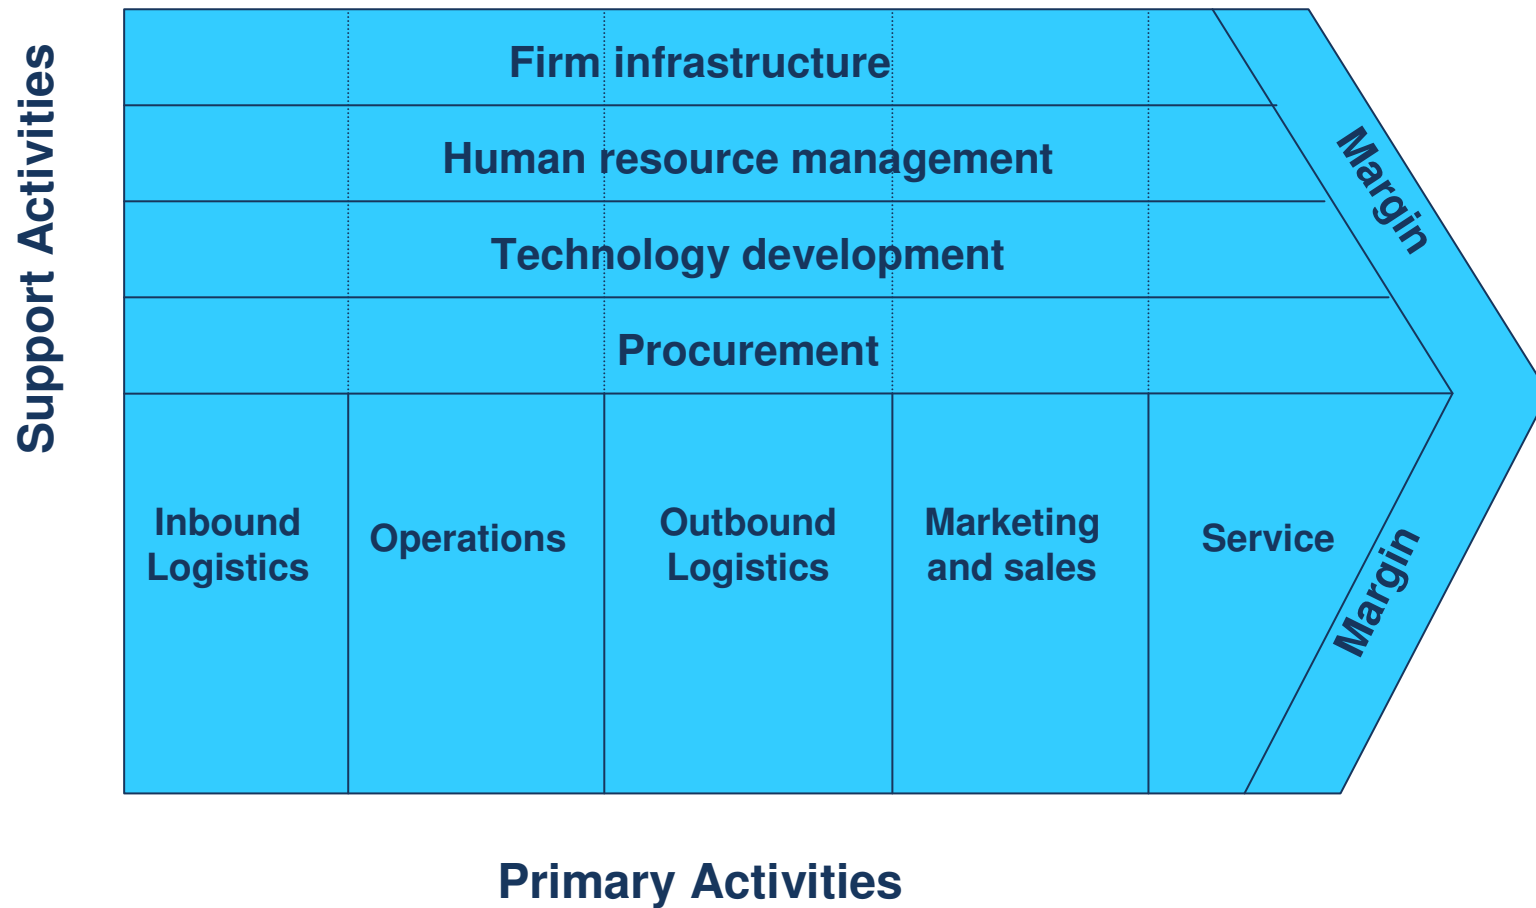 Support Activities
Firm infrastructure
Human resource management
Technology development
Procurement
Margin
Inbound
Logistics
Operations
Outbound
Logistics
Marketing
and sales
Service
Margin
Primary Activities